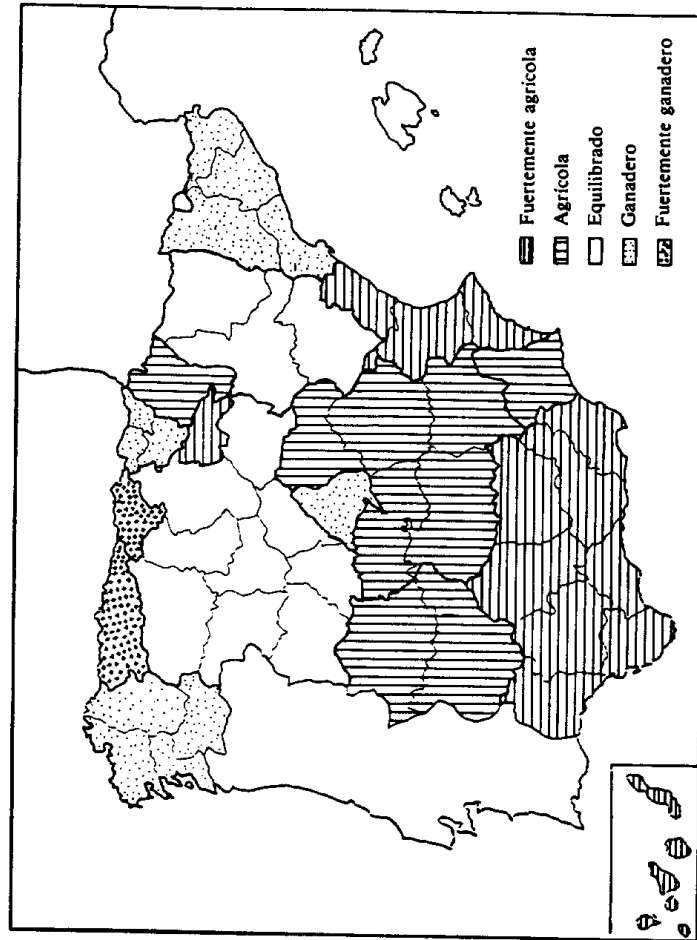 Fuertemente agrícola
Agrícola
Equilibrado
Ganadero
Fuertemente ganadero